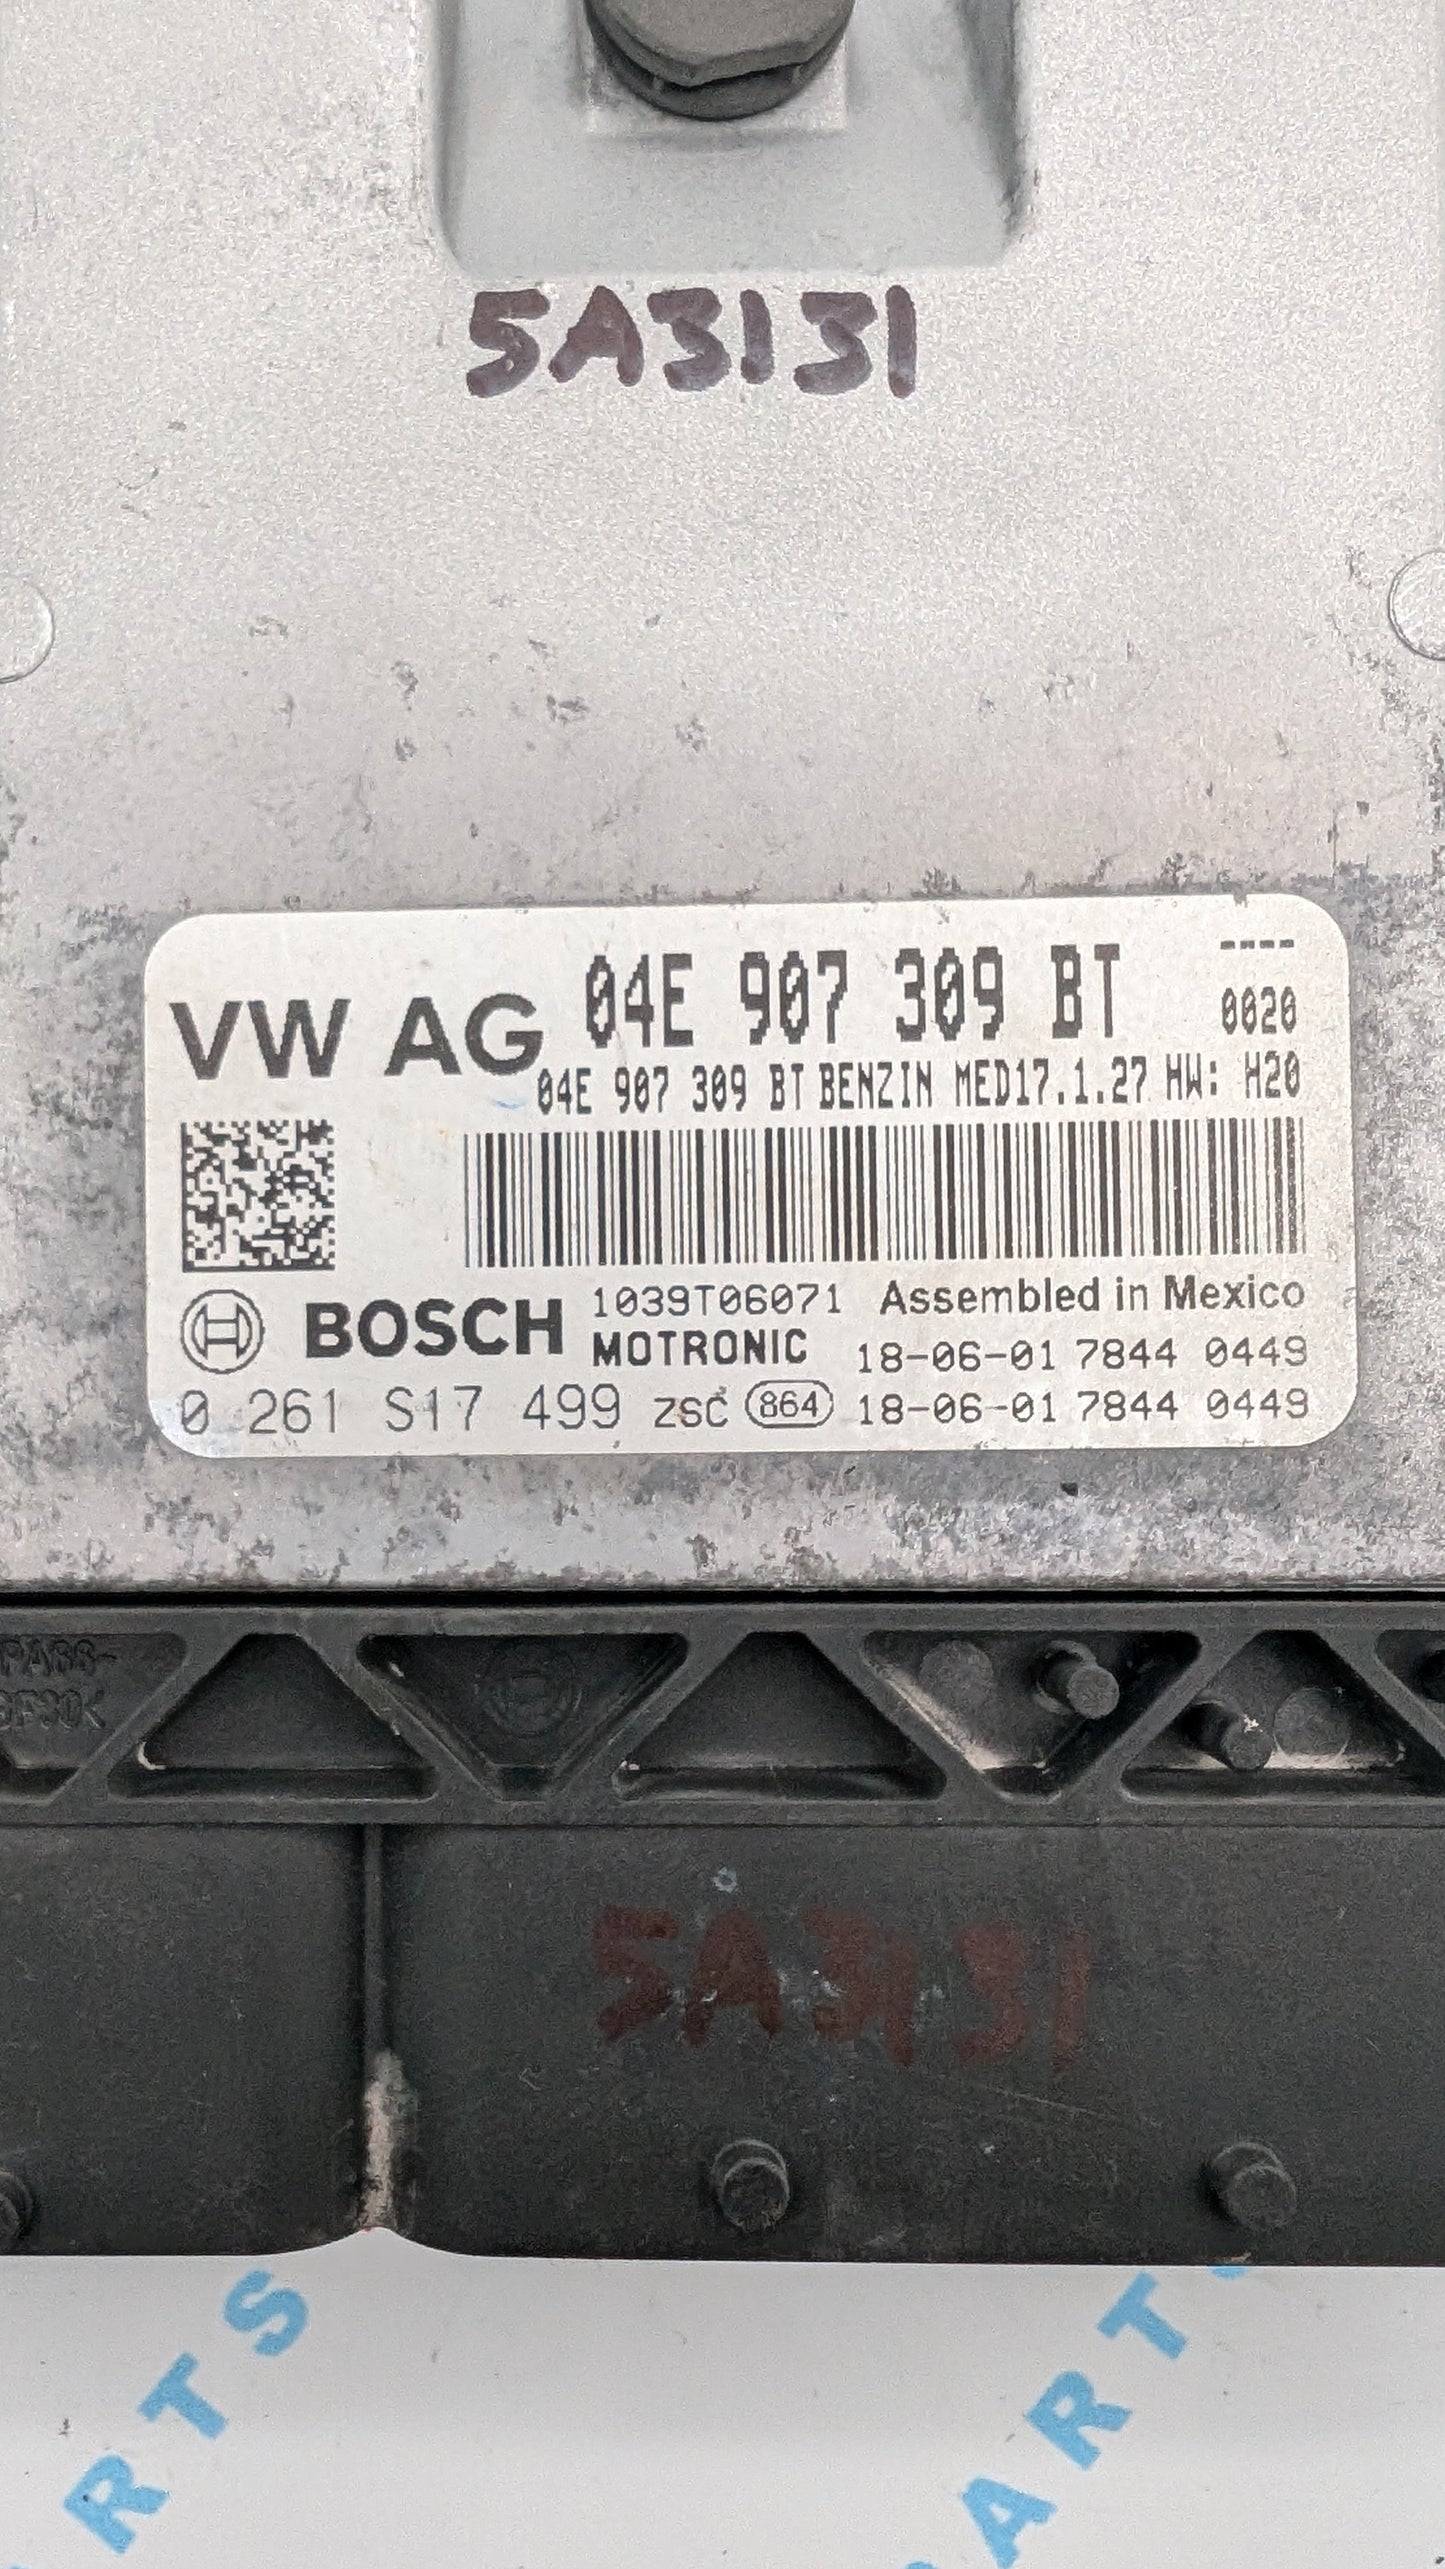 5A3131
VW AG 04E 907 309 BT ----
0020
04E 907 309 BT BENZIN MED17.1.27 HW: H20
BOSCH 1039T06071 Assembled in Mexico
MOTRONIC 18-06-01 7844 0449
0 261 S17 499 ZSC 864 18-06-01 7844 0449
5A3131
RTS
ART